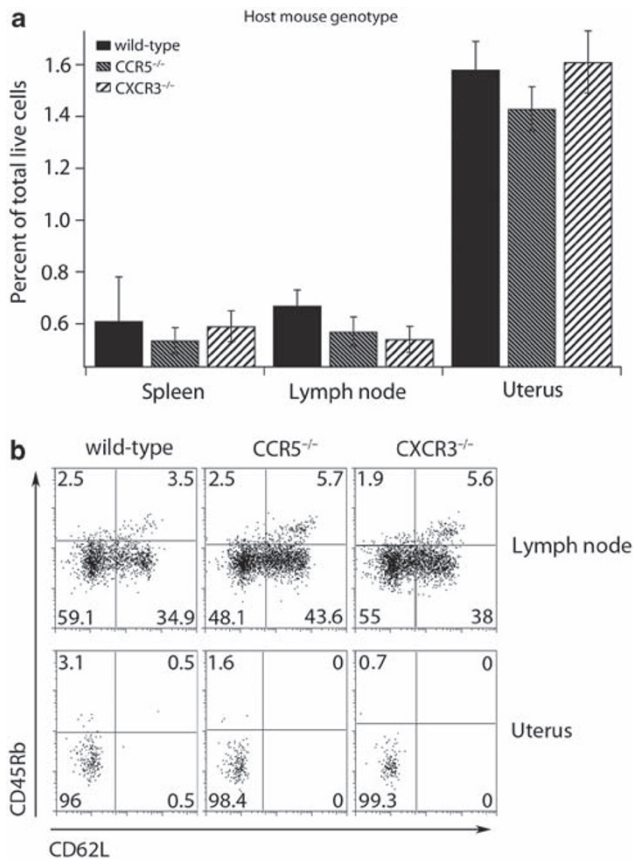 a
Host mouse genotype
wild-type
CCR5⁻/⁻
CXCR3⁻/⁻
Percent of total live cells
1.6
1.4
1.2
1.0
0.8
0.6
Spleen Lymph node Uterus
b
wild-type CCR5⁻/⁻ CXCR3⁻/⁻
2.5 3.5 2.5 5.7 1.9 5.6
Lymph node
59.1 34.9 48.1 43.6 55 38
3.1 0.5 1.6 0 0.7 0
Uterus
96 0.5 98.4 0 99.3 0
CD45Rb
CD62L